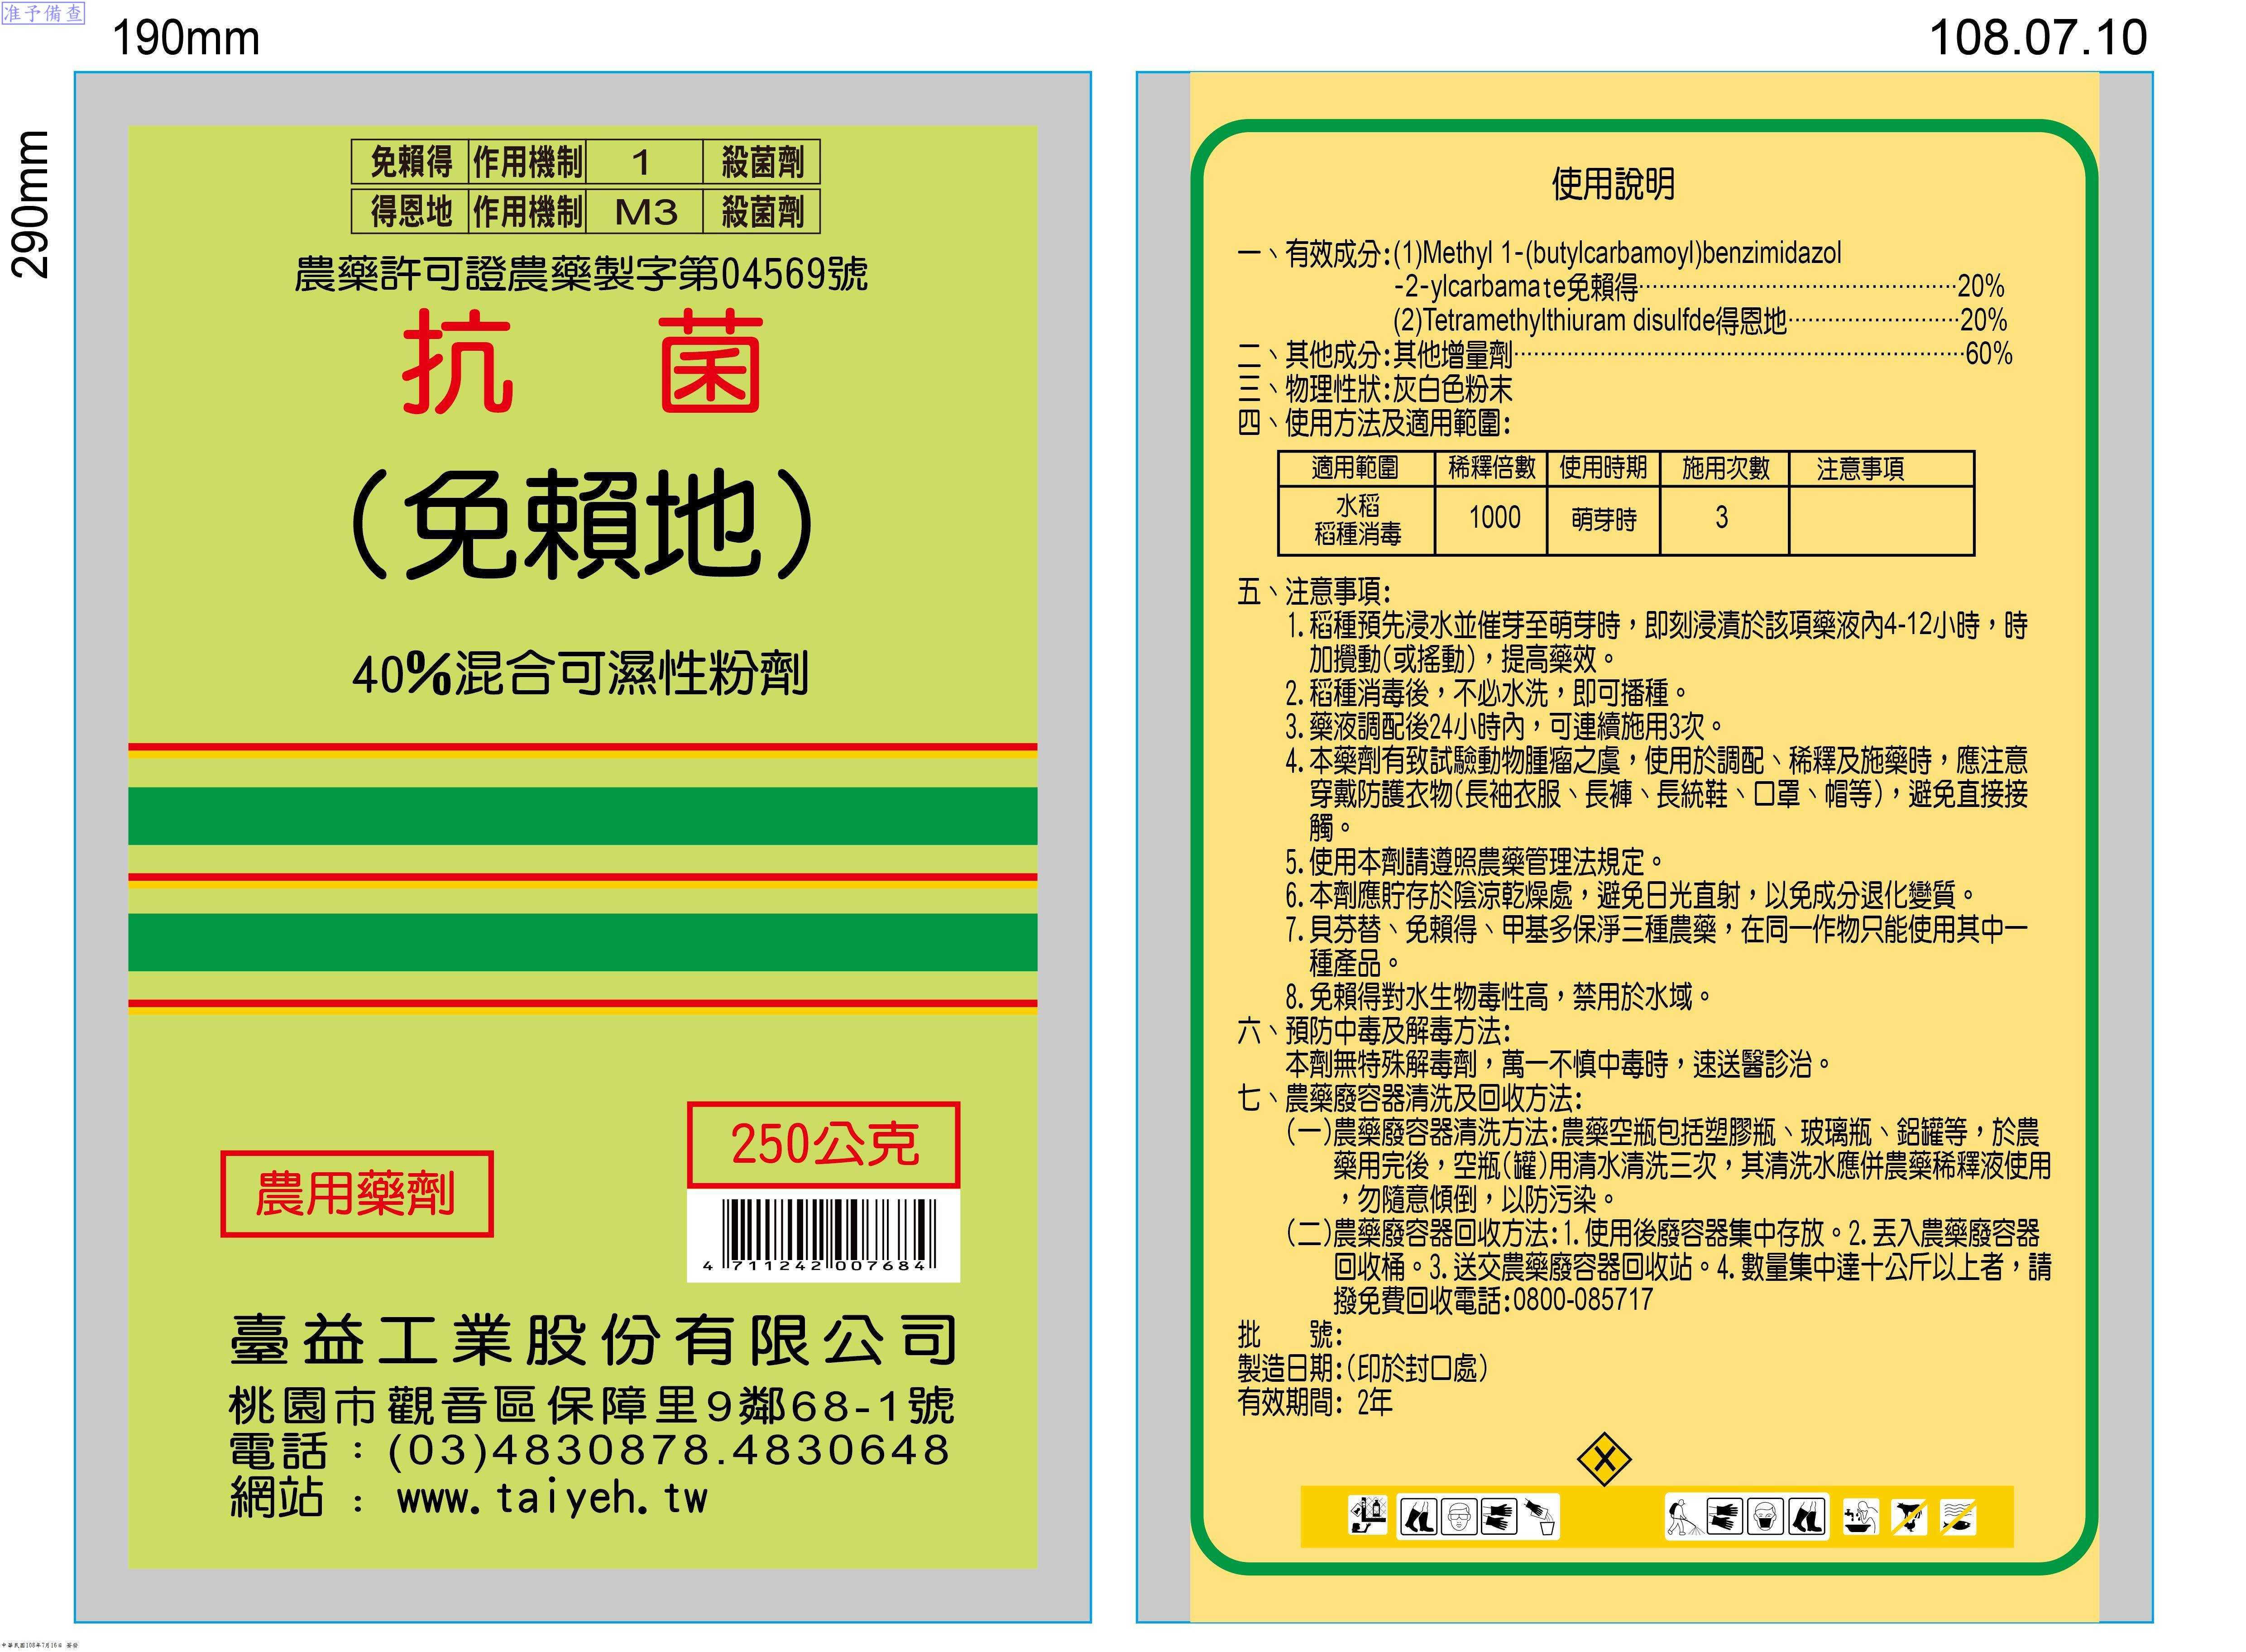 准予備查
190mm
108.07.10
290mm
免賴得 作用機制 1 殺菌劑
得恩地 作用機制 M3 殺菌劑
農藥許可證農藥製字第04569號
抗 菌
(免賴地)
40%混合可濕性粉劑
250公克
農用藥劑
4 711242 007684
臺益工業股份有限公司
桃園市觀音區保障里9鄰68-1號
電話：(03)4830878.4830648
網站：www.taiyeh.tw
使用說明
一、有效成分:(1)Methyl 1-(butylcarbamoyl)benzimidazol
-2-ylcarbamate免賴得……………………………………20%
(2)Tetramethylthiuram disulfde得恩地……………………20%
二、其他成分:其他增量劑……………………………………………………60%
三、物理性狀:灰白色粉末
四、使用方法及適用範圍:
適用範圍 稀釋倍數 使用時期 施用次數 注意事項
水稻
稻種消毒 1000 萌芽時 3
五、注意事項:
1.稻種預先浸水並催芽至萌芽時，即刻浸漬於該項藥液內4-12小時，時
加攪動(或搖動)，提高藥效。
2.稻種消毒後，不必水洗，即可播種。
3.藥液調配後24小時內，可連續施用3次。
4.本藥劑有致試驗動物腫瘤之虞，使用於調配、稀釋及施藥時，應注意
穿戴防護衣物(長袖衣服、長褲、長統鞋、口罩、帽等)，避免直接接
觸。
5.使用本劑請遵照農藥管理法規定。
6.本劑應貯存於陰涼乾燥處，避免日光直射，以免成分退化變質。
7.貝芬替、免賴得、甲基多保淨三種農藥，在同一作物只能使用其中一
種產品。
8.免賴得對水生物毒性高，禁用於水域。
六、預防中毒及解毒方法:
本劑無特殊解毒劑，萬一不慎中毒時，速送醫診治。
七、農藥廢容器清洗及回收方法:
(一)農藥廢容器清洗方法:農藥空瓶包括塑膠瓶、玻璃瓶、鋁罐等，於農
藥用完後，空瓶(罐)用清水清洗三次，其清洗水應併農藥稀釋液使用
，勿隨意傾倒，以防污染。
(二)農藥廢容器回收方法:1.使用後廢容器集中存放。2.丟入農藥廢容器
回收桶。3.送交農藥廢容器回收站。4.數量集中達十公斤以上者，請
撥免費回收電話:0800-085717
批 號:
製造日期:(印於封口處)
有效期間: 2年
中華民國108年7月16日 簽發